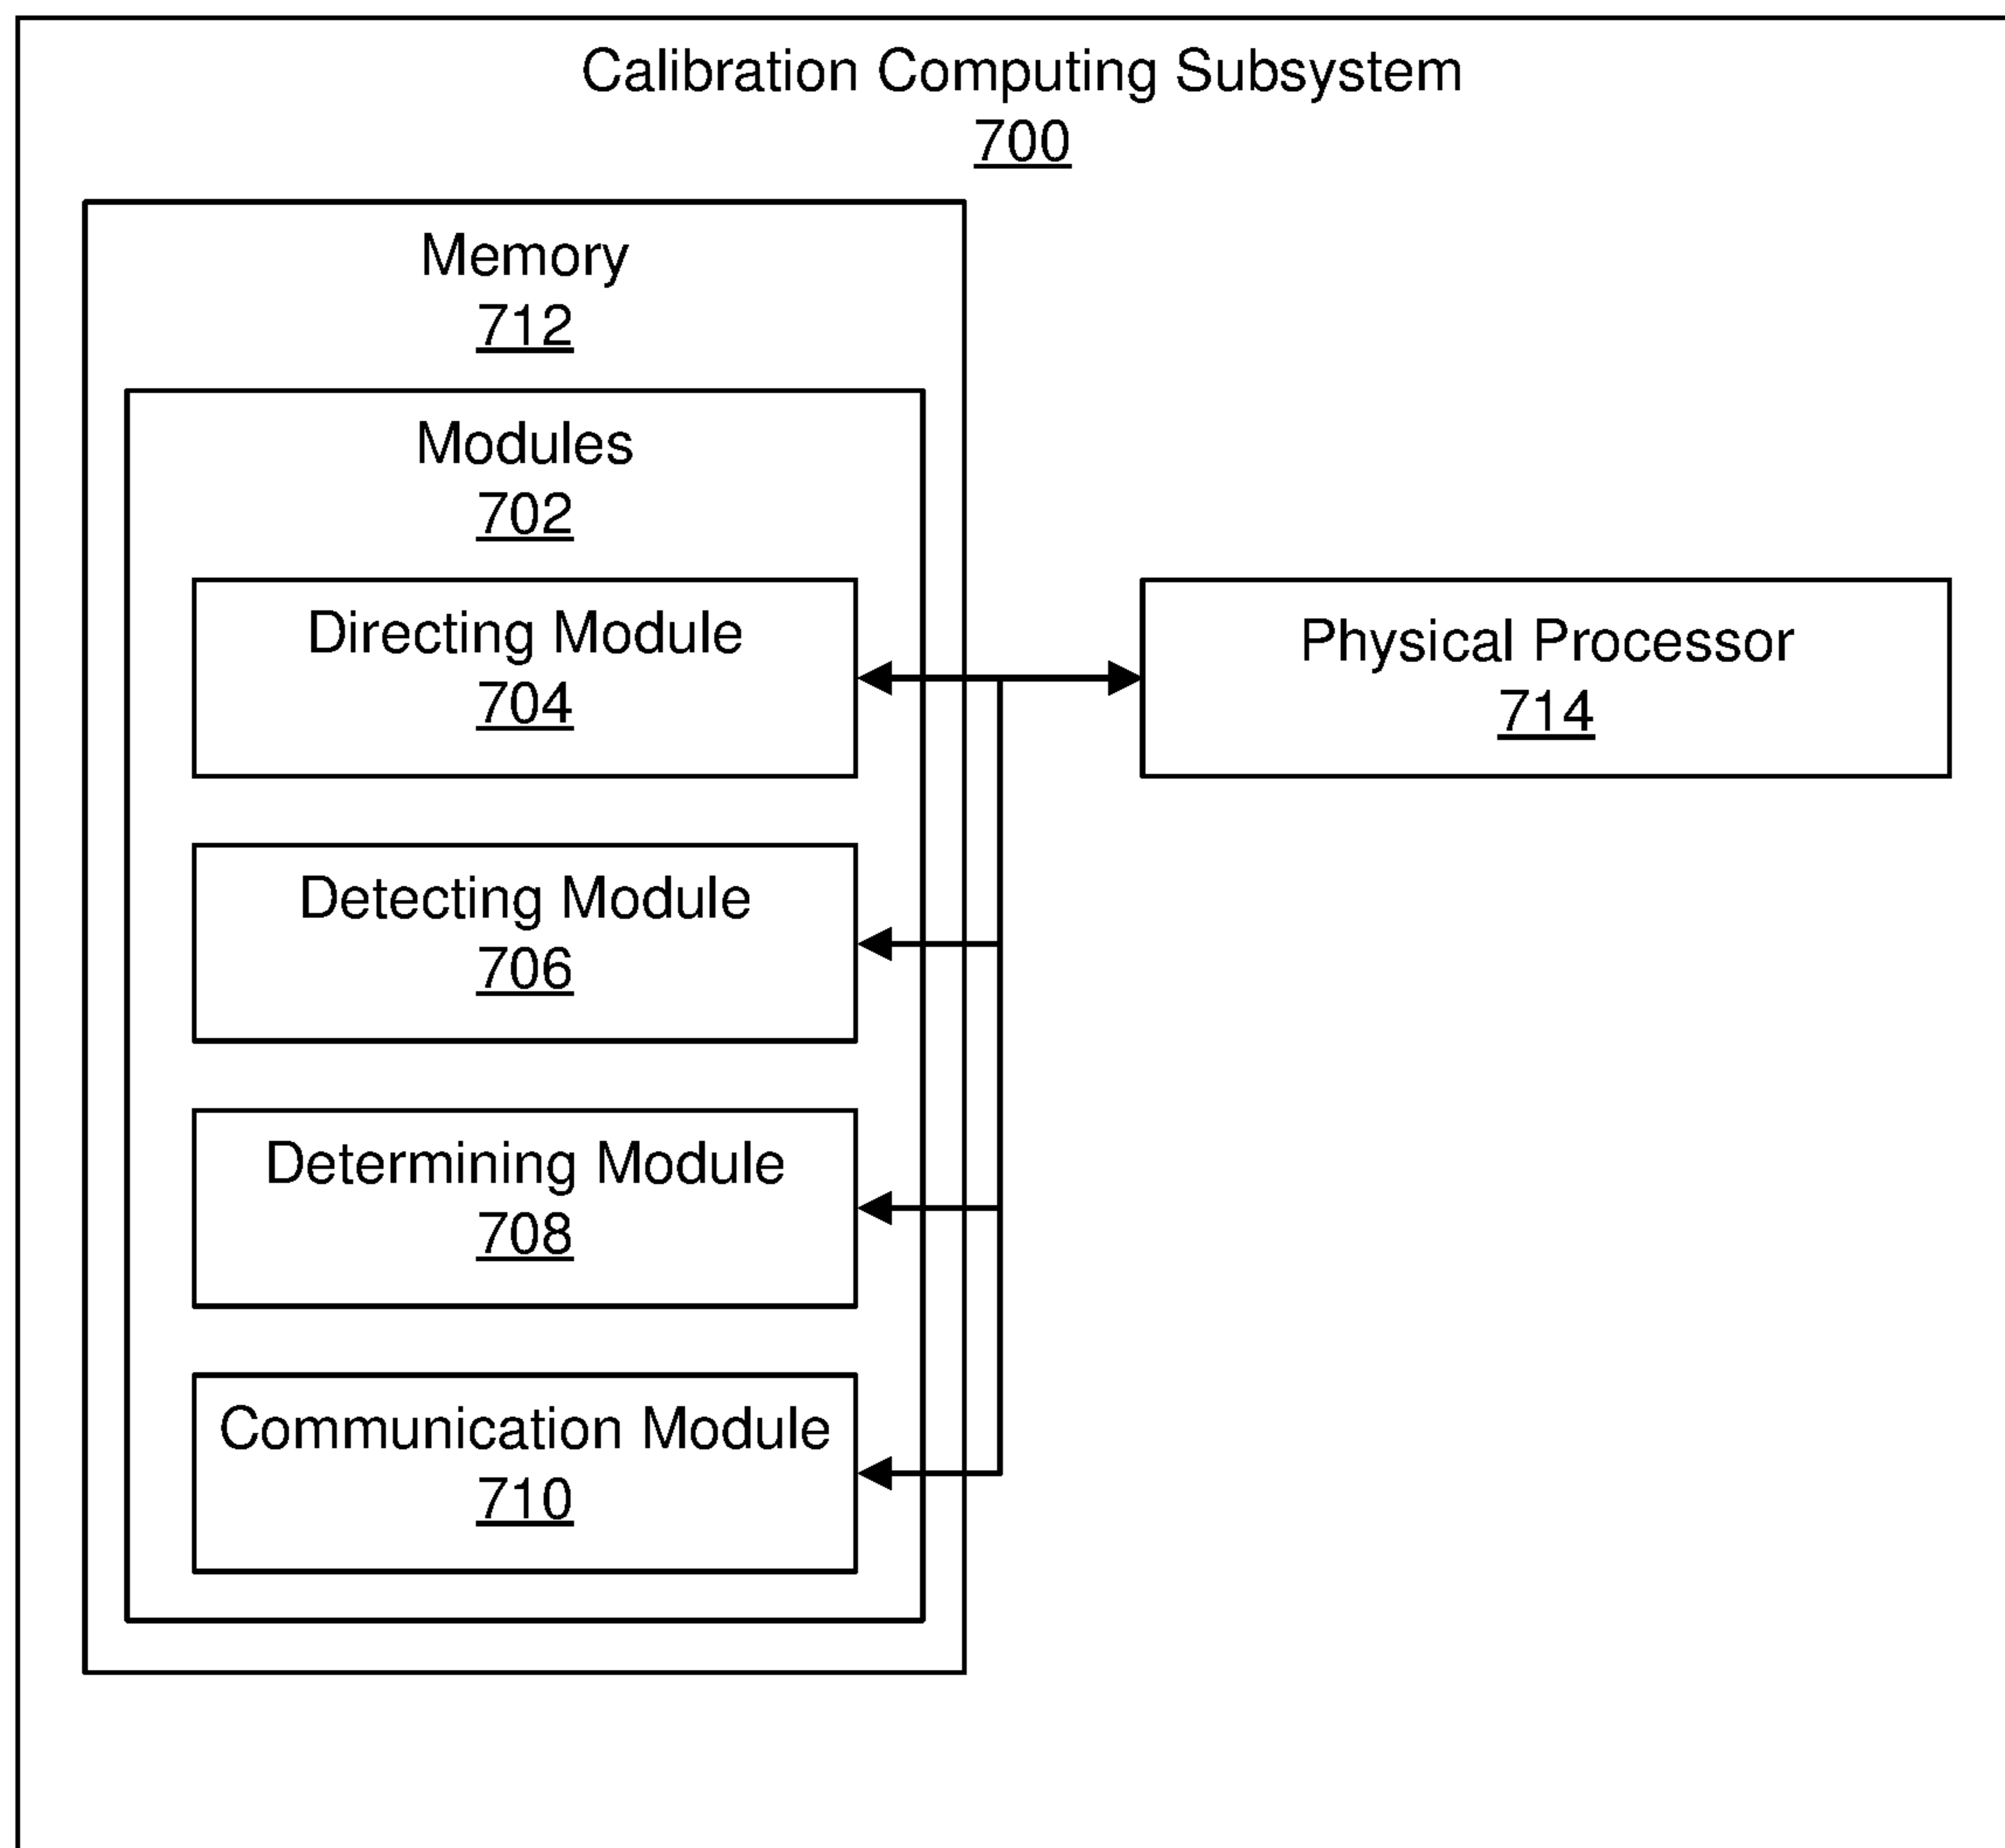 Calibration Computing Subsystem
700
Memory
712
Modules
702
Directing Module
704
Physical Processor
714
Detecting Module
706
Determining Module
708
Communication Module
710